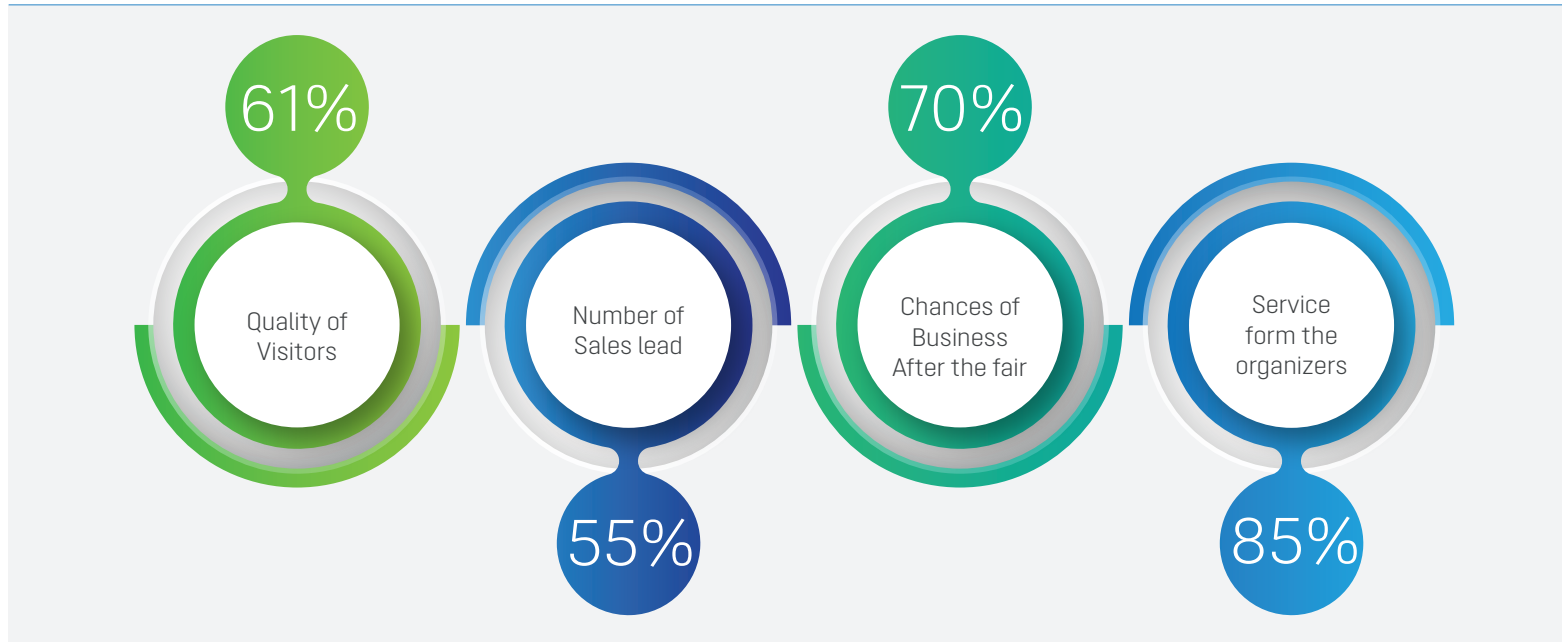 61%
Quality of
Visitors
Number of
Sales lead
55%
70%
Chances of
Business
After the fair
Service
form the
organizers
85%